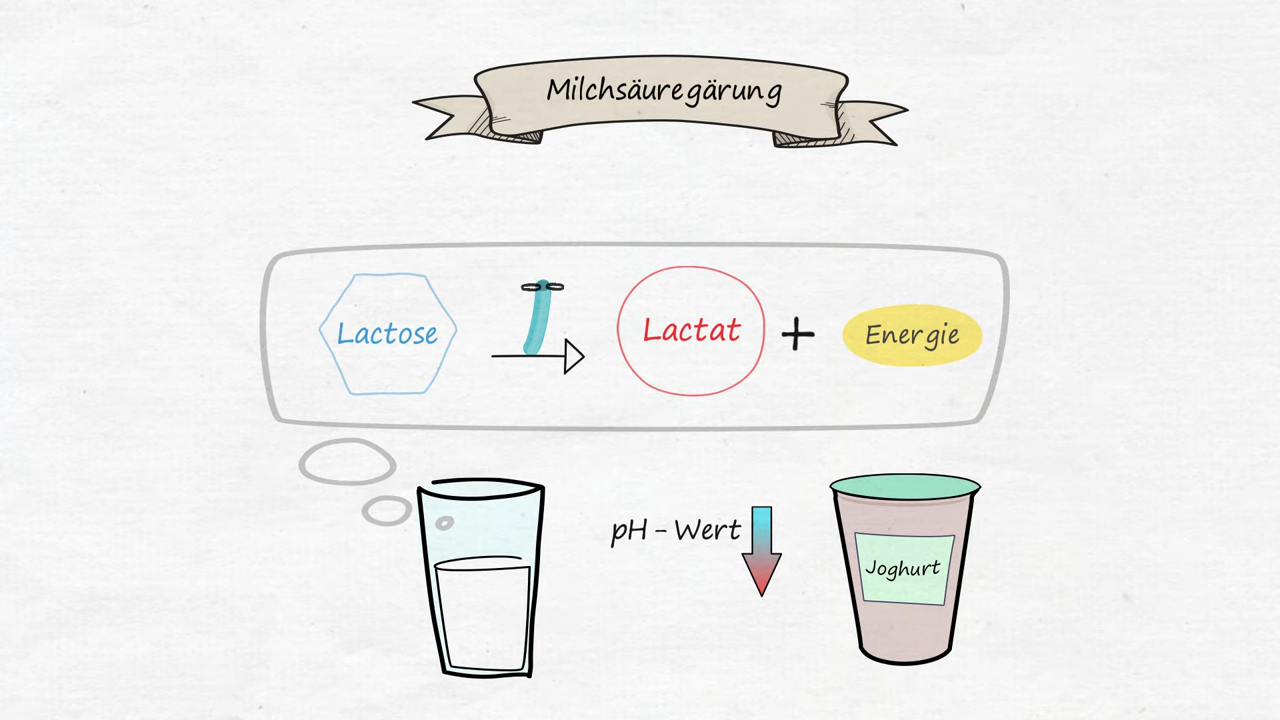 Milchsäuregärung
Lactose
Lactat
+
Energie
pH - Wert
Joghurt